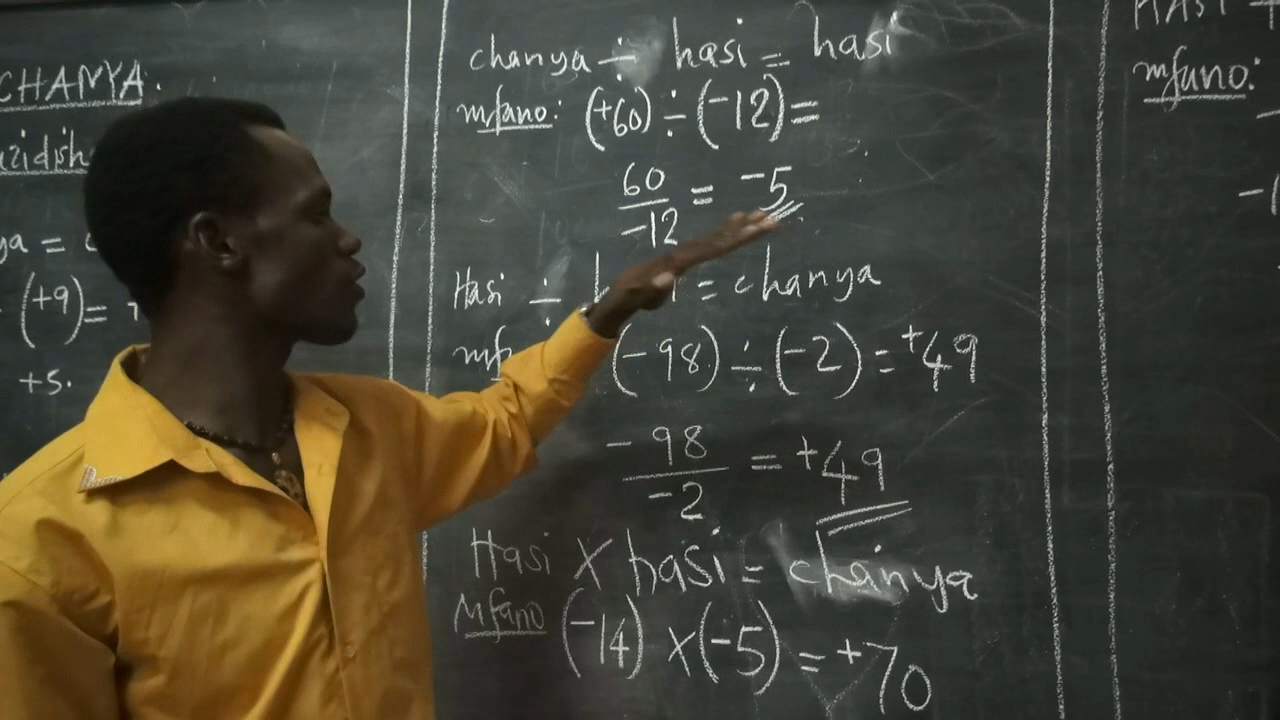 CHANYA.
(+9) =
+5.
chanya ÷ hasi = hasi
mfano: (+60) ÷ (-12) =
60/-12 = -5
Hasi ÷ = chanya
(-98) ÷ (-2) = +49
-98/-2 = +49
Hasi X hasi = chanya
Mfano (-14) X (-5) = +70
HASI +
mfano: